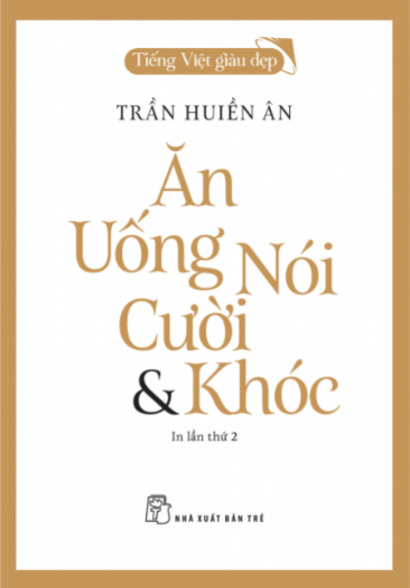 Tiếng Việt giàu đẹp
TRẦN HUIỀN ÂN
Ăn
Uống Nói
Cười
& Khóc
In lần thứ 2
NHÀ XUẤT BẢN TRẺ